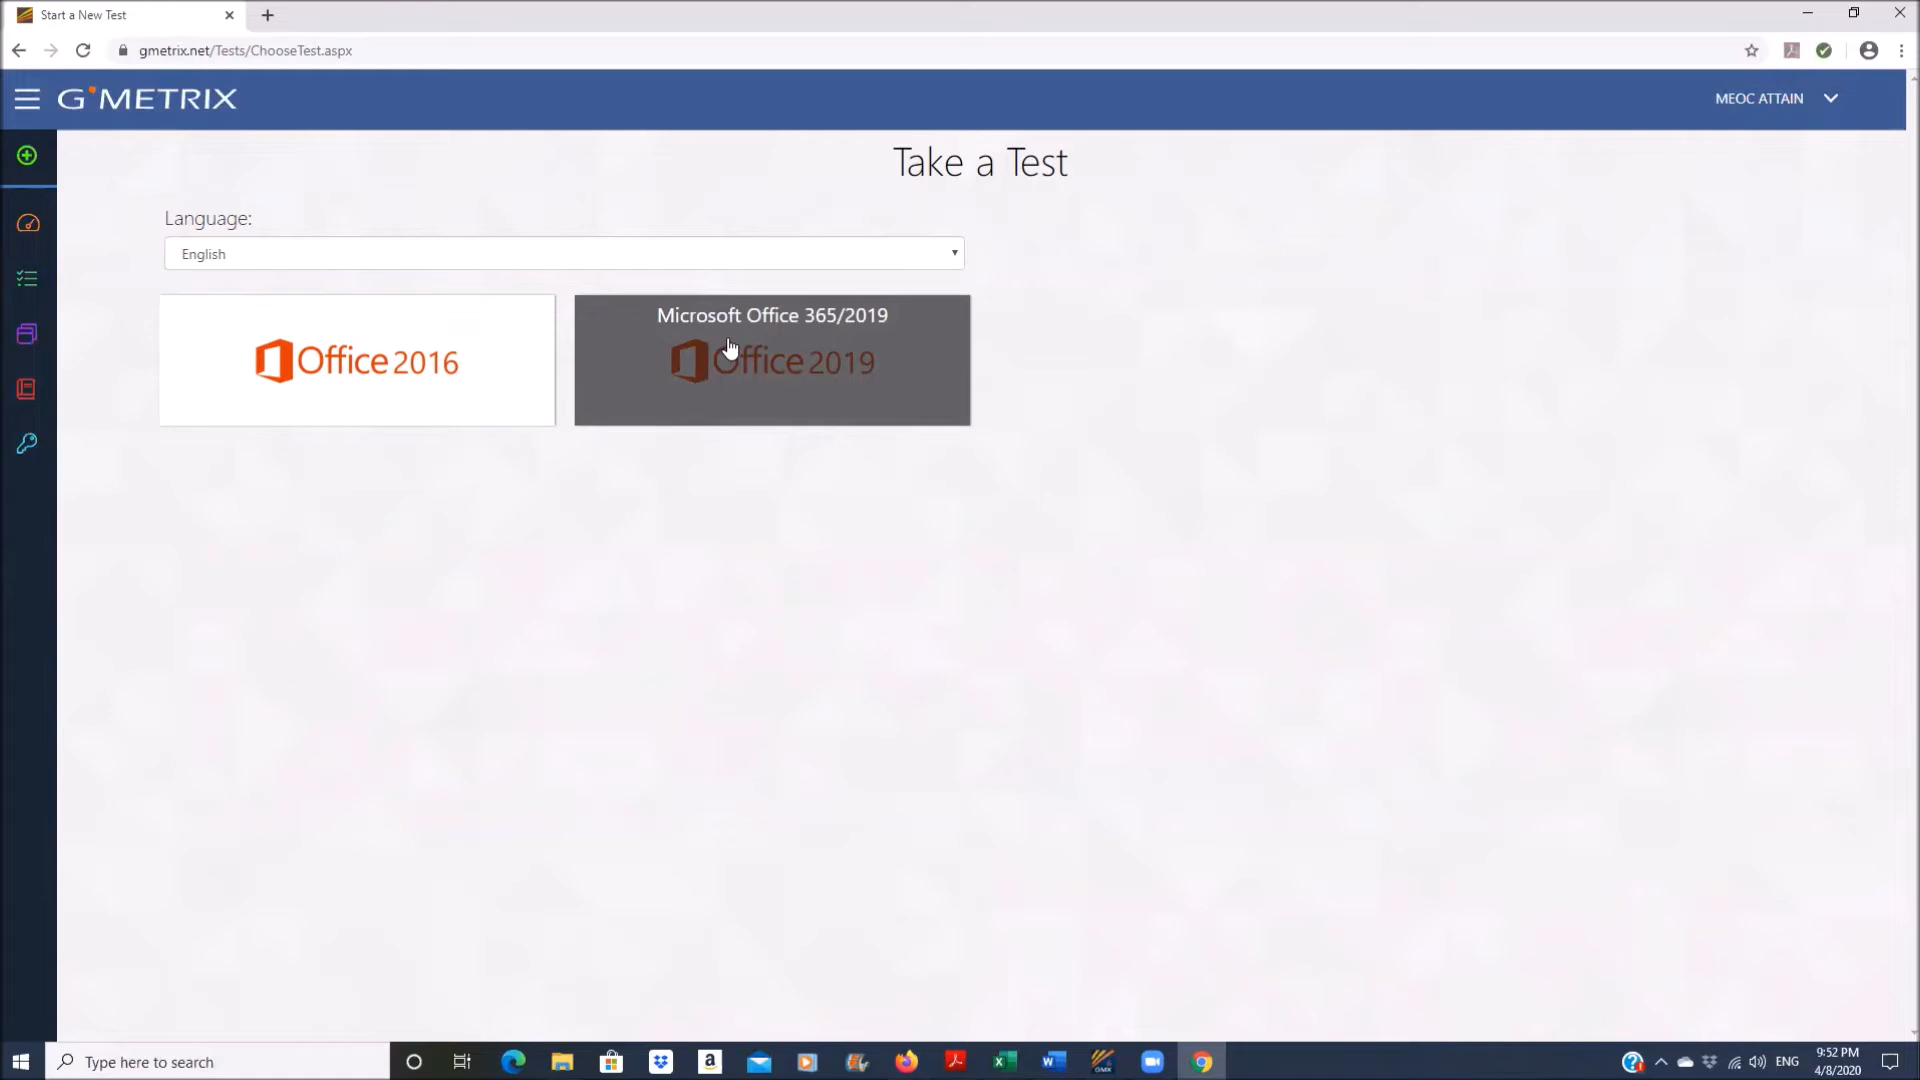 Start a New Test
gmetrix.net/Tests/ChooseTest.aspx
G METRIX
MEOC ATTAIN
Take a Test
Language:
English
Office 2016
Microsoft Office 365/2019
Office 2019
Type here to search
ENG
9:52 PM
4/8/2020